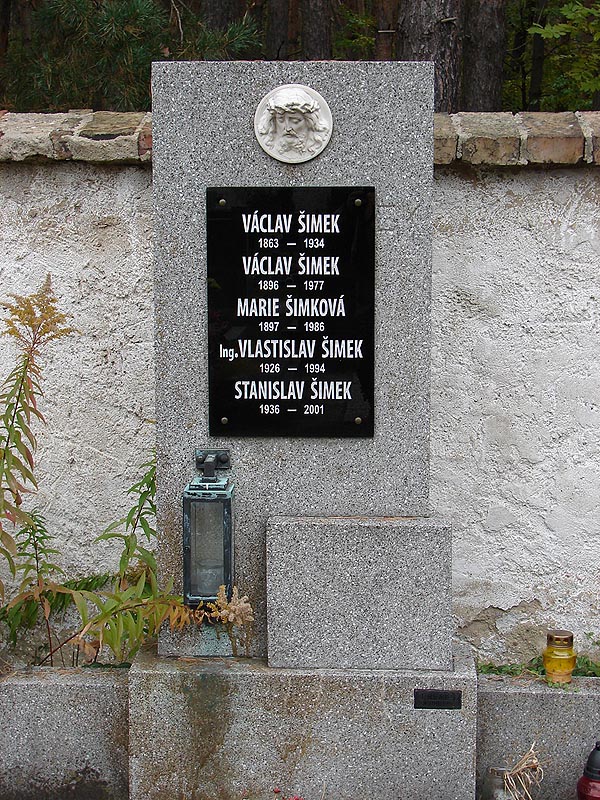 VÁCLAV ŠIMEK
1863 — 1934
VÁCLAV ŠIMEK
1896 — 1977
MARIE ŠIMKOVÁ
1897 — 1986
Ing.VLASTISLAV ŠIMEK
1926 — 1994
STANISLAV ŠIMEK
1936 — 2001